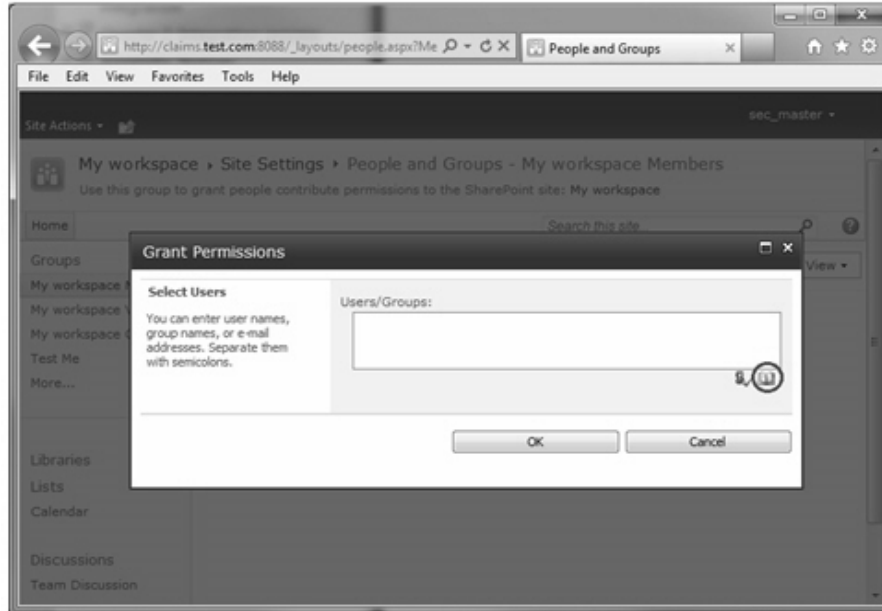 http://claims.test.com:8088/_layouts/people.aspx?Me
People and Groups
File Edit View Favorites Tools Help
Site Actions
sec_master
My workspace Site Settings People and Groups - My workspace Members
Use this group to grant people contribute permissions to the SharePoint site: My workspace
Home
Search this site...
Grant Permissions
Groups
View
Select Users
My workspace
Users/Groups:
You can enter user names,
My workspace
group names, or e-mail
My workspace
addresses. Separate them
Test Me
with semicolons.
More...
OK Cancel
Libraries
Lists
Calendar
Discussions
Team Discussion